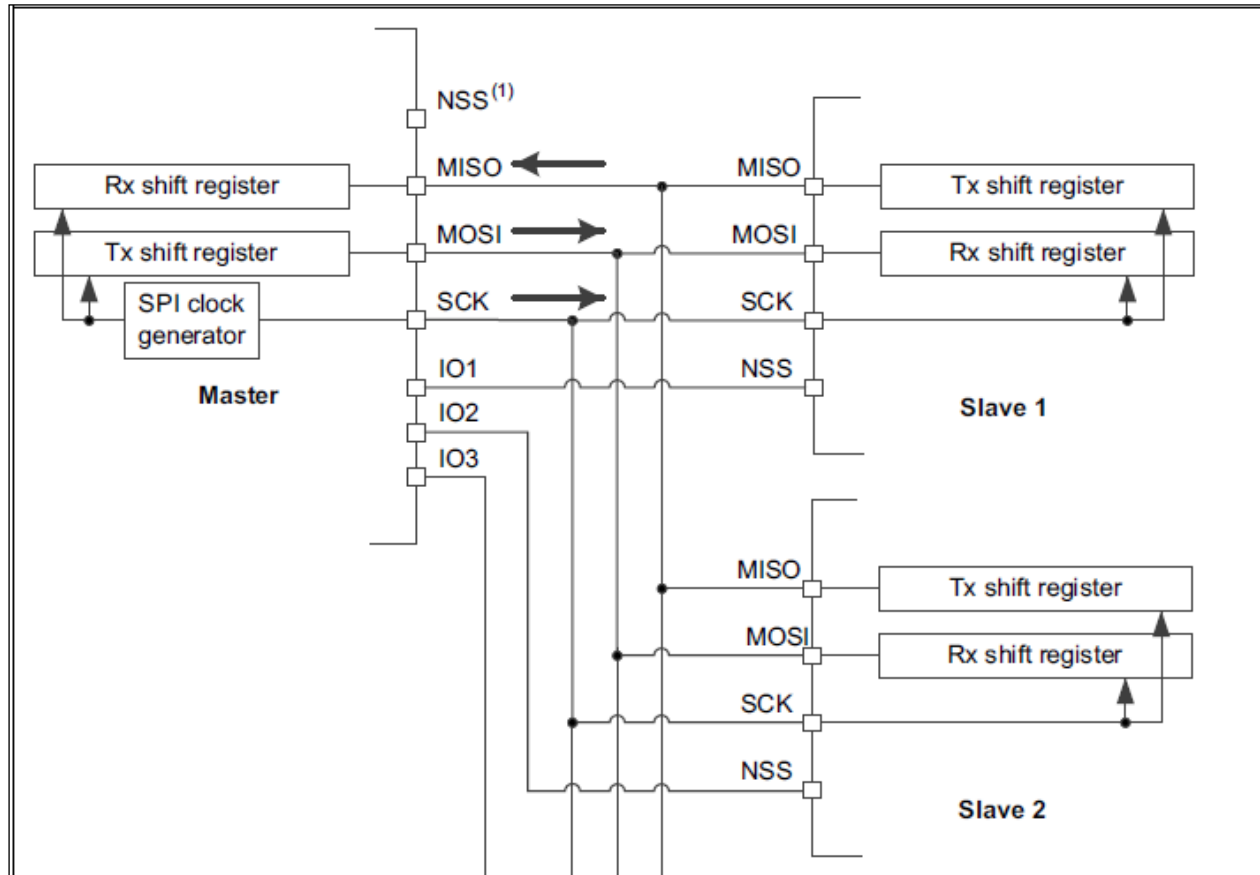 NSS(1)
MISO
MOSI
SCK
IO1
IO2
IO3
Rx shift register
Tx shift register
SPI clock
generator
Master
MISO
MOSI
SCK
NSS
Tx shift register
Rx shift register
Slave 1
MISO
MOSI
SCK
NSS
Tx shift register
Rx shift register
Slave 2